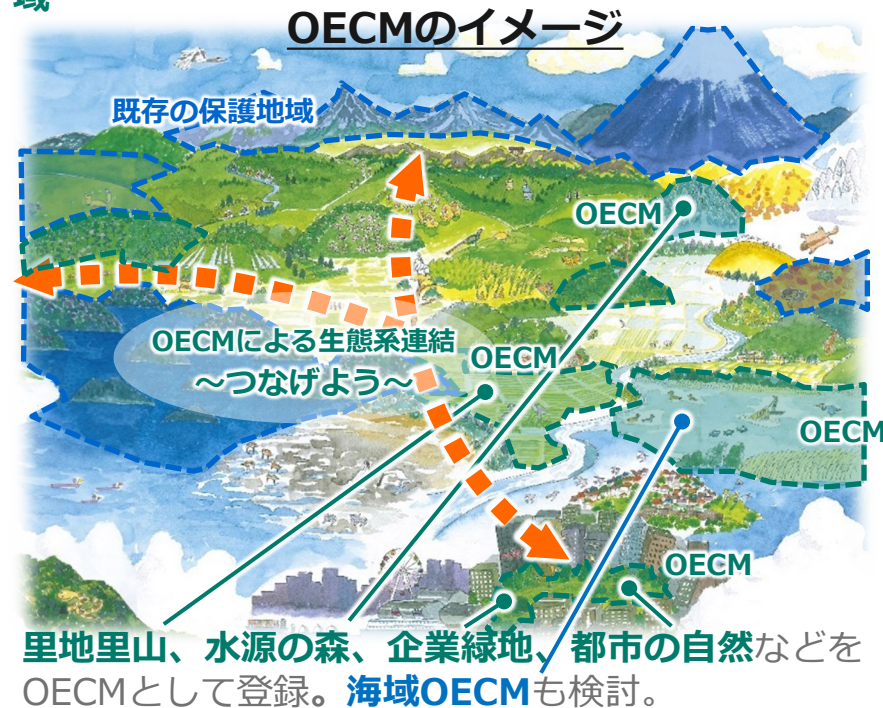 域
OECMのイメージ
既存の保護地域
OECM
OECMによる生態系連結
～つなげよう～
OECM
OECM
OECM
里地里山、水源の森、企業緑地、都市の自然などを
OECMとして登録。海域OECMも検討。